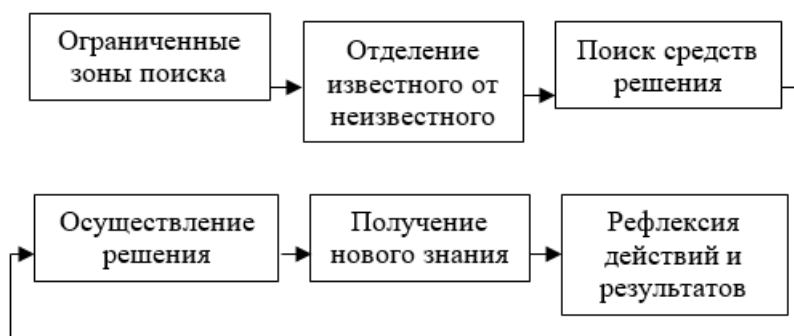 Ограниченные
зоны поиска
Отделение
известного от
неизвестного
Поиск средств
решения
Осуществление
решения
Получение
нового знания
Рефлексия
действий и
результатов